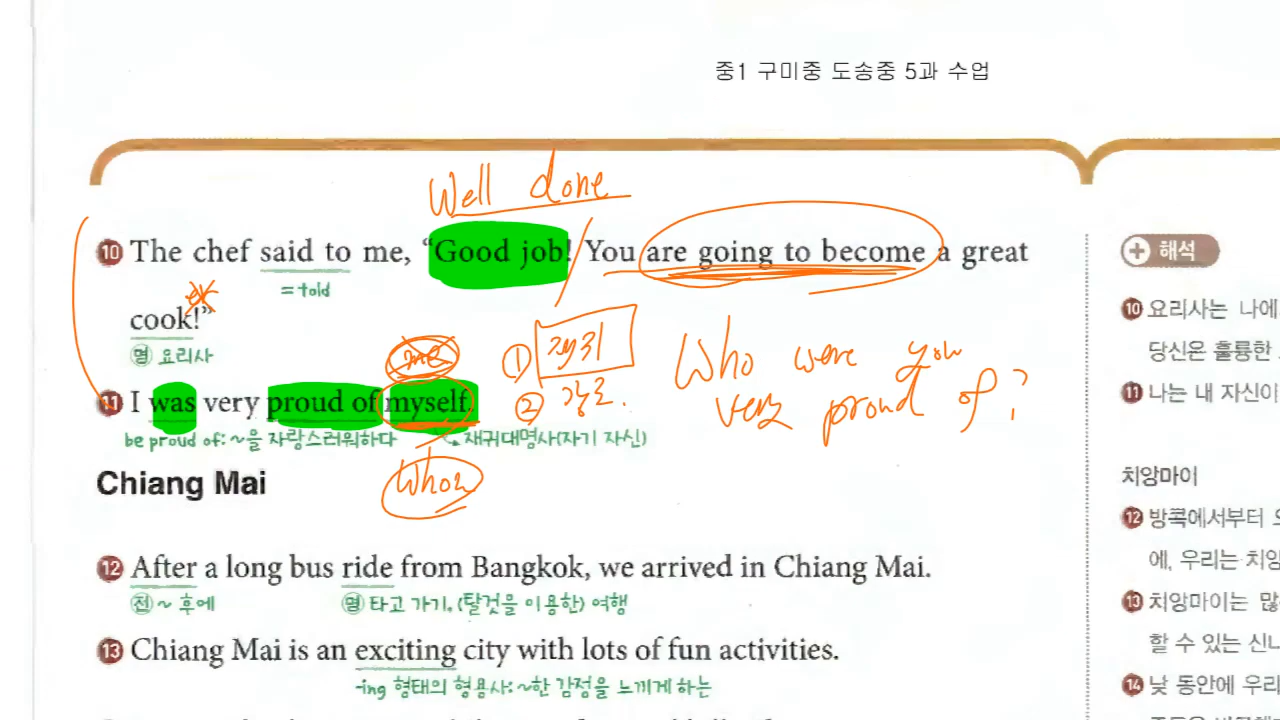 중1 구미중 도송중 5과 수업
Well done
⑩ The chef said to me, “Good job! You are going to become a great
= told
er
cook!”
명 요리사
me
① 재귀
② 강조.
Who were you
very proud of?
⑪ I was very proud of myself.
be proud of: ~을 자랑스러워하다
재귀대명사(자기 자신)
Who
Chiang Mai
⑫ After a long bus ride from Bangkok, we arrived in Chiang Mai.
전 ~ 후에
명 타고 가기, (탈것을 이용한) 여행
⑬ Chiang Mai is an exciting city with lots of fun activities.
-ing 형태의 형용사: ~한 감정을 느끼게 하는
해석
⑩ 요리사는 나에
당신은 훌륭한
⑪ 나는 내 자신이
치앙마이
⑫ 방콕에서부터
에, 우리는 치앙
⑬ 치앙마이는 많
할 수 있는 신나
⑭ 낮 동안에 우리